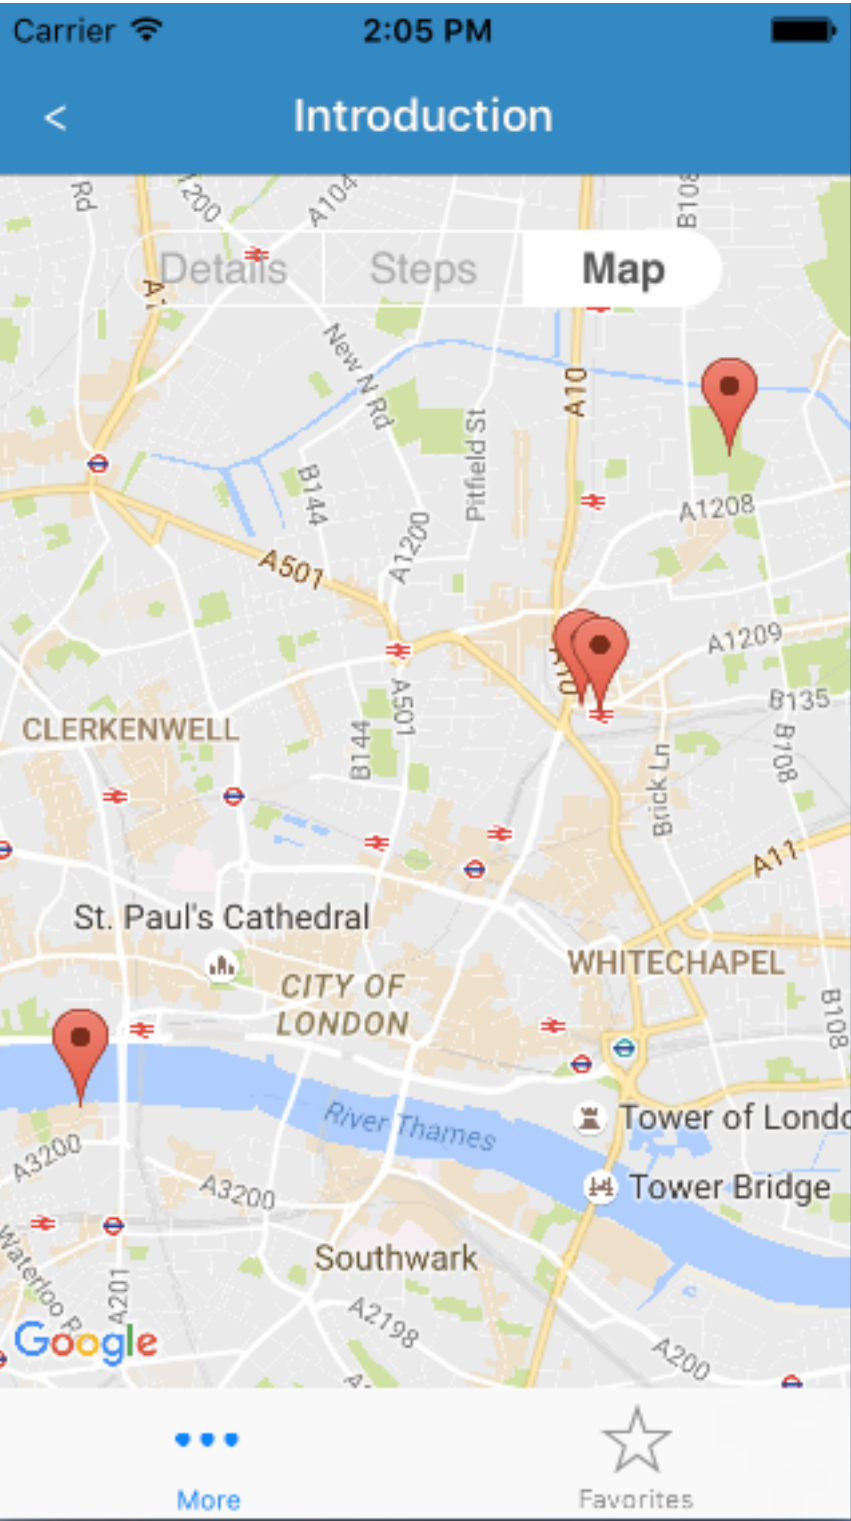 Carrier 2:05 PM
< Introduction
Rd
1200
A104
B108
Details Steps Map
New N Rd
A10
Pitfield St
B144
A1208
A1200
A501
A1209
A10
A501
B135
CLERKENWELL
B144
B108
Brick Ln
A11
St. Paul's Cathedral
WHITECHAPEL
CITY OF
LONDON
B108
River Thames
Tower of Londo
A3200
A3200
Tower Bridge
Waterloo R
Southwark
A201
A2198
Google
A200
More Favorites